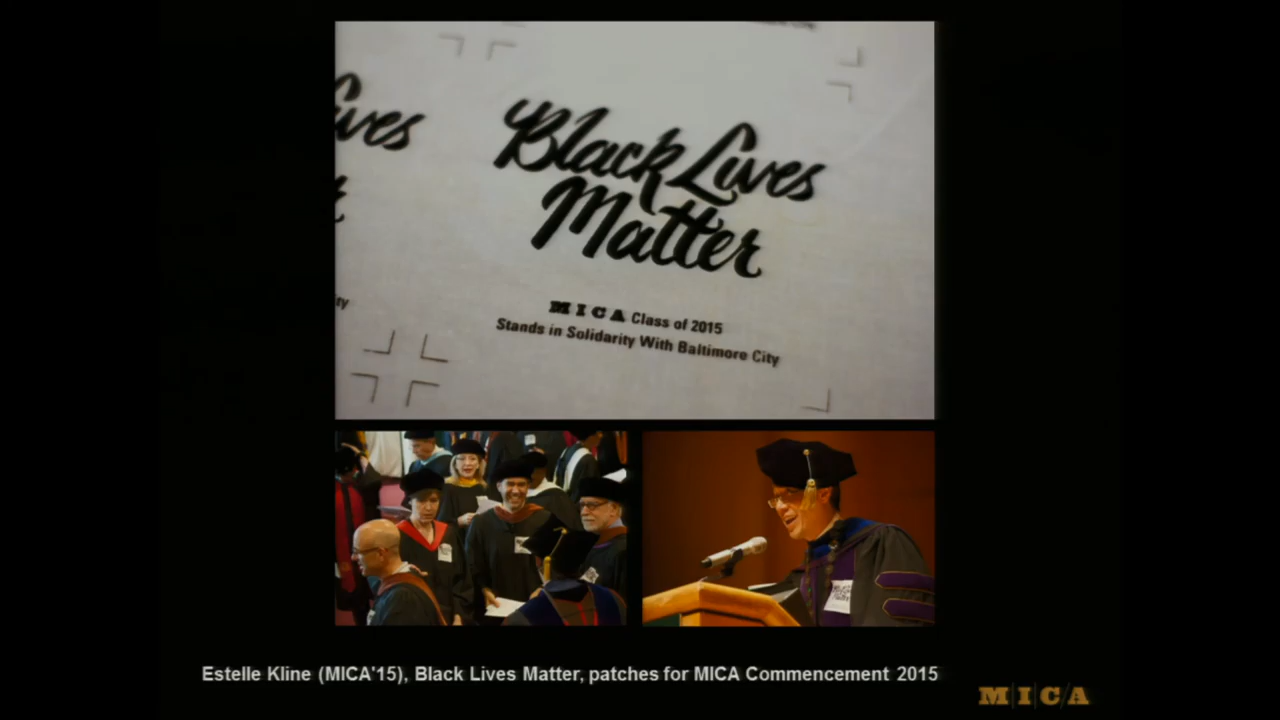 Black Lives
Matter
MICA Class of 2015
Stands in Solidarity With Baltimore City
Estelle Kline (MICA'15), Black Lives Matter, patches for MICA Commencement 2015
M|I|C|A